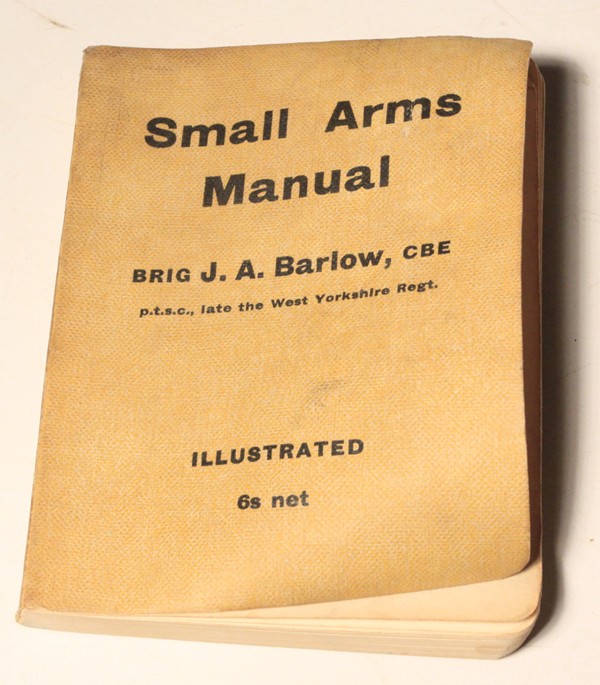 Small Arms
Manual
BRIG J. A. Barlow, CBE
p.t.s.c., late the West Yorkshire Regt.
ILLUSTRATED
6s net